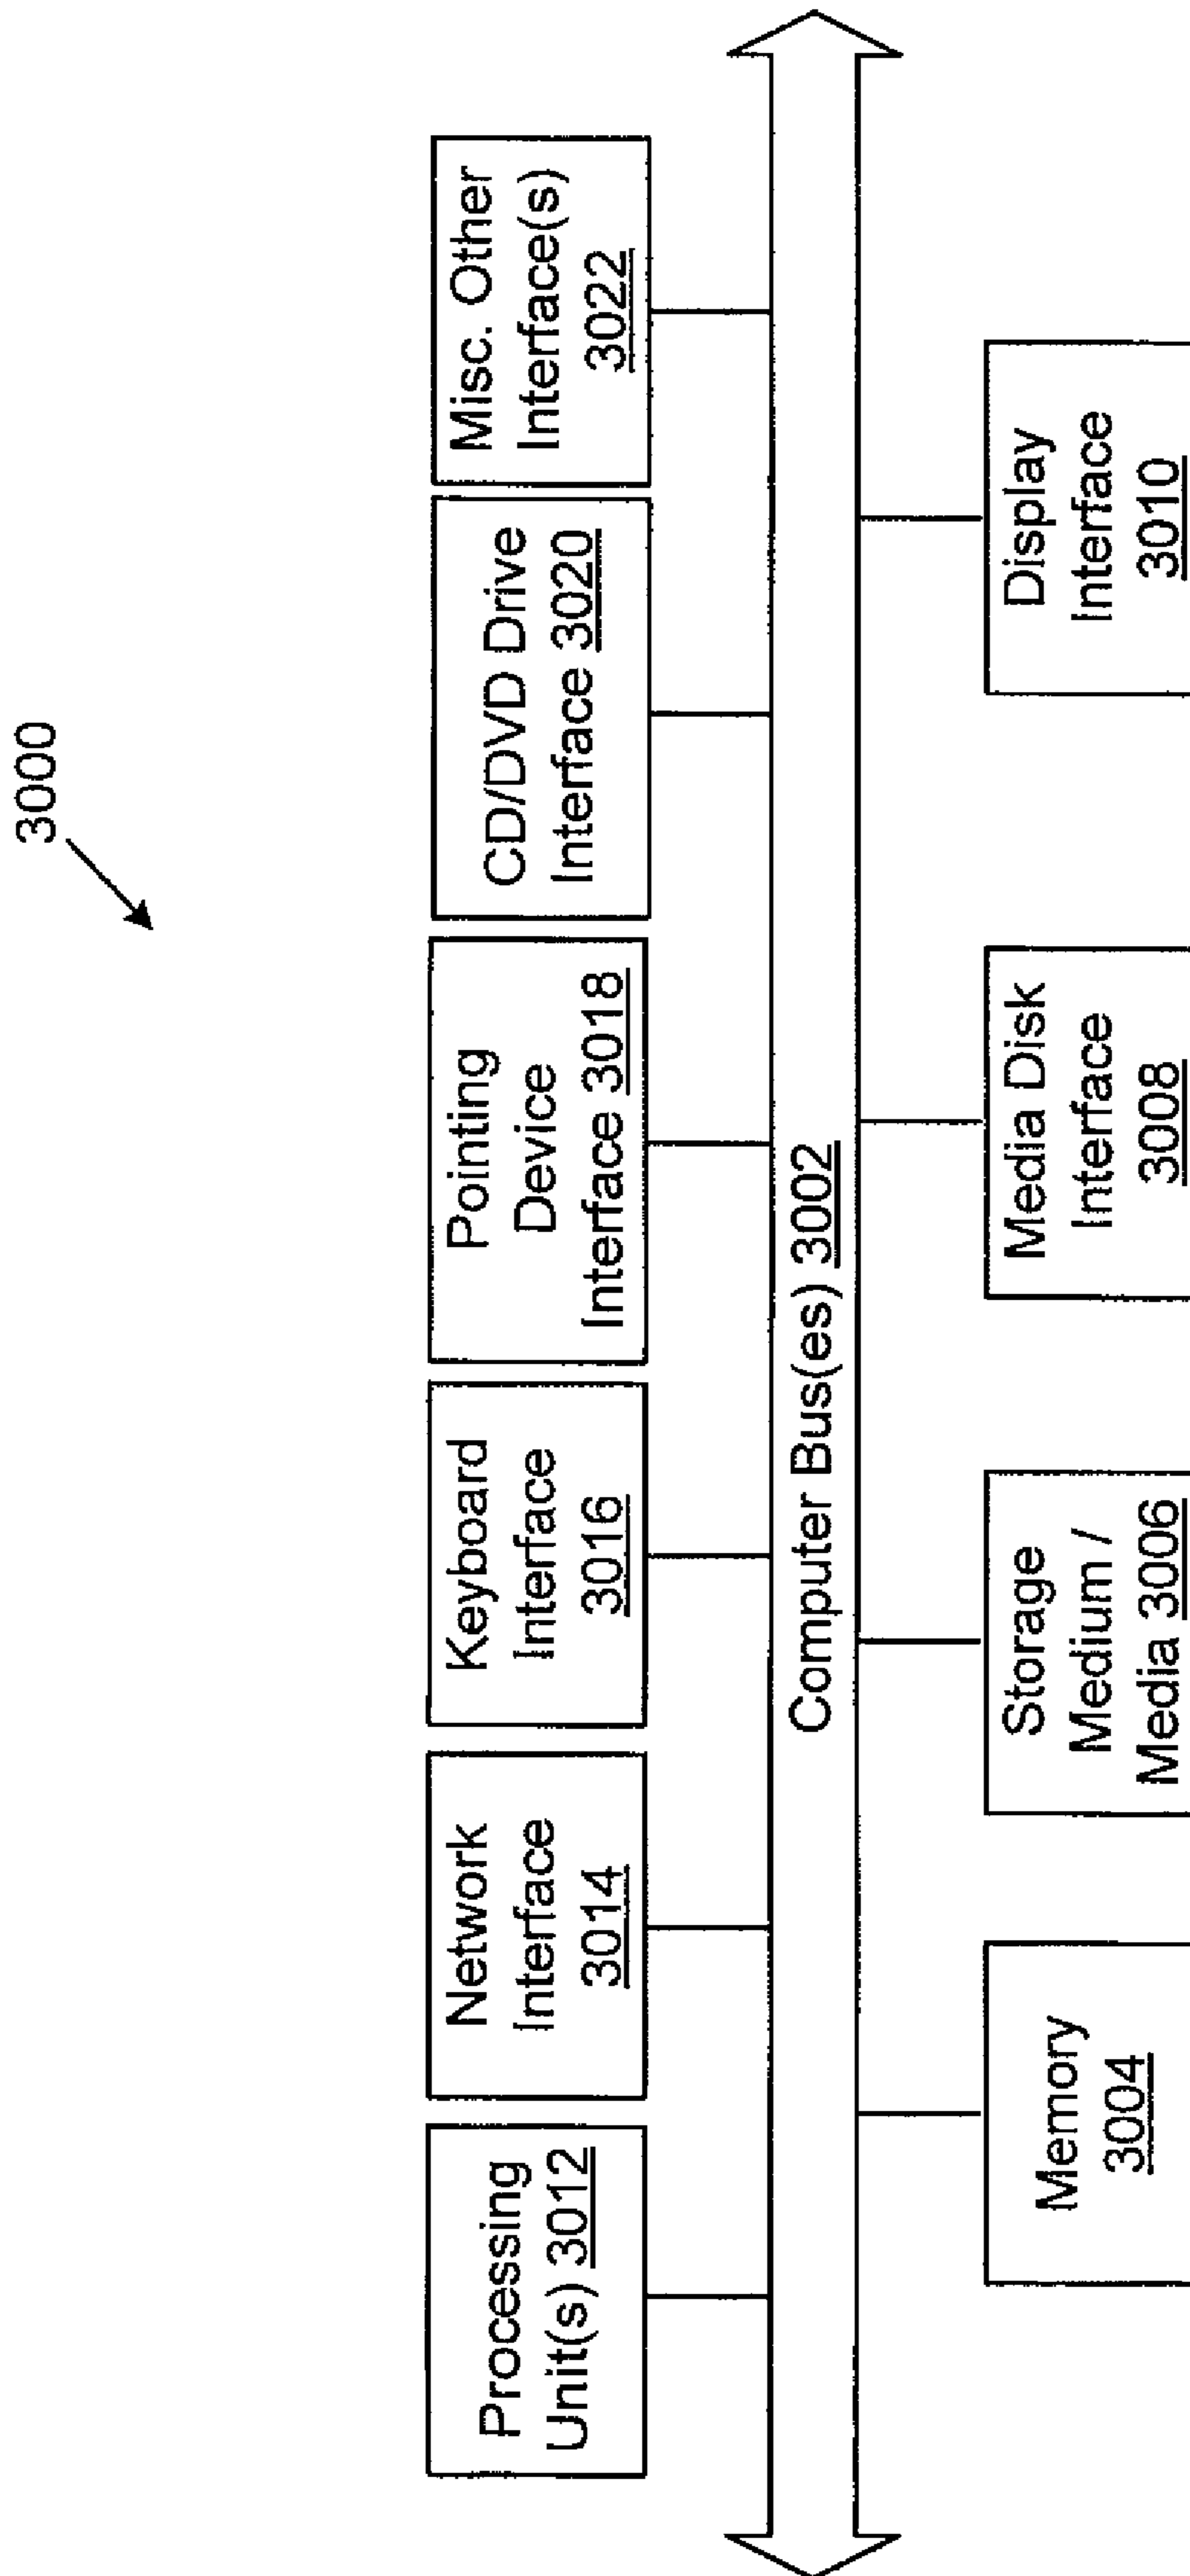 3000
Processing
Unit(s) 3012
Network
Interface
3014
Keyboard
Interface
3016
Pointing
Device
Interface 3018
CD/DVD Drive
Interface 3020
Misc. Other
Interface(s)
3022
Computer Bus(es) 3002
Memory
3004
Storage
Medium /
Media 3006
Media Disk
Interface
3008
Display
Interface
3010